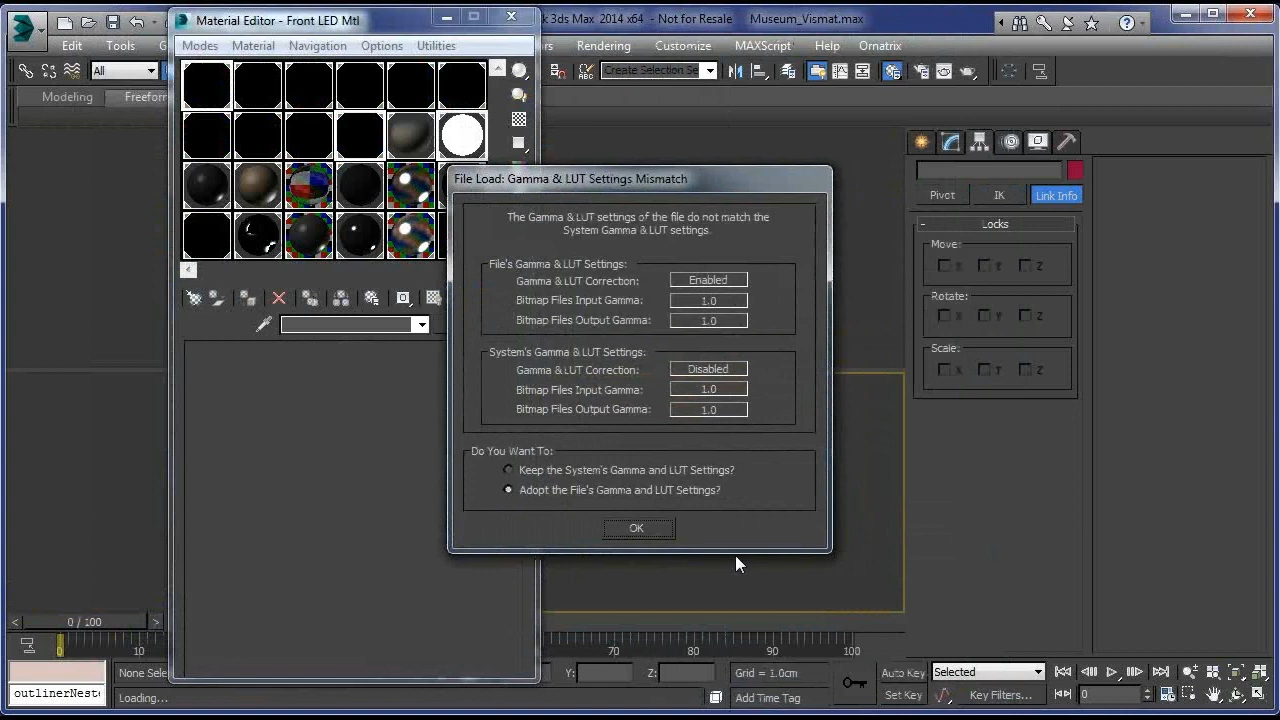 Material Editor - Front LED Mtl
k 3ds Max 2014 x64 - Not for Resale Museum_Vismat.max
Edit Tools G
Rendering Customize MAXScript Help Ornatrix
Modes Material Navigation Options Utilities
All
Create Selection Se
Modeling Freeform
File Load: Gamma & LUT Settings Mismatch
The Gamma & LUT settings of the file do not match the
System Gamma & LUT settings.
File's Gamma & LUT Settings:
Gamma & LUT Correction: Enabled
Bitmap Files Input Gamma: 1.0
Bitmap Files Output Gamma: 1.0
System's Gamma & LUT Settings:
Gamma & LUT Correction: Disabled
Bitmap Files Input Gamma: 1.0
Bitmap Files Output Gamma: 1.0
Do You Want To:
Keep the System's Gamma and LUT Settings?
Adopt the File's Gamma and LUT Settings?
OK
Pivot IK Link Info
- Locks
Move:
X Y Z
Rotate:
X Y Z
Scale:
X Y Z
< 0 / 100 >
0 10 70 80 90 100
None Sele Y: Z: Grid = 1.0cm Auto Key Selected
outlinerNeste Loading... Add Time Tag Set Key Key Filters... 0